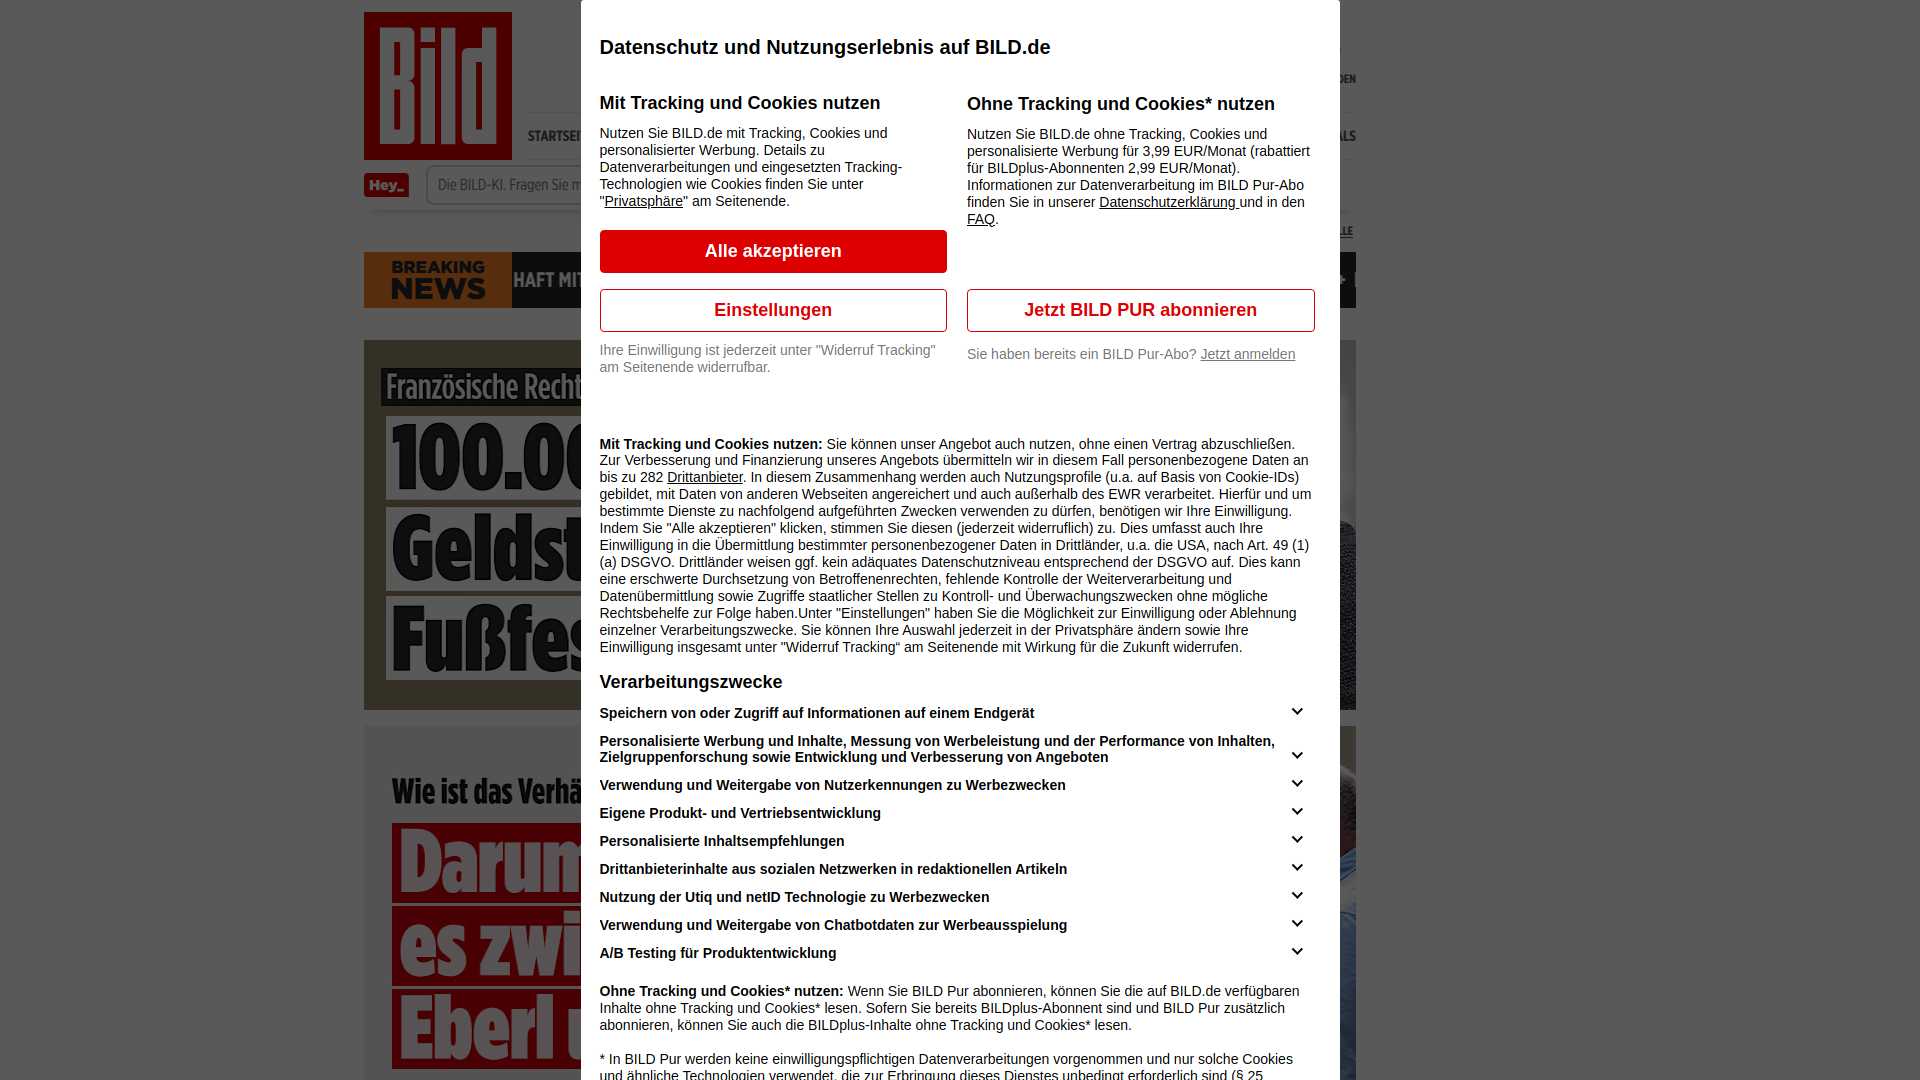 Bild
Datenschutz und Nutzungserlebnis auf BILD.de
DEN
STARTSEI
ALS
Hey_
Die BILD-KI. Fragen Sie m
LLE
BREAKING
NEWS
HAFT MIT
Mit Tracking und Cookies nutzen
Nutzen Sie BILD.de mit Tracking, Cookies und
personalisierter Werbung. Details zu
Datenverarbeitungen und eingesetzten Tracking-
Technologien wie Cookies finden Sie unter
"Privatsphäre" am Seitenende.
Alle akzeptieren
Einstellungen
Ihre Einwilligung ist jederzeit unter "Widerruf Tracking"
am Seitenende widerrufbar.
Ohne Tracking und Cookies* nutzen
Nutzen Sie BILD.de ohne Tracking, Cookies und
personalisierte Werbung für 3,99 EUR/Monat (rabattiert
für BILDplus-Abonnenten 2,99 EUR/Monat).
Informationen zur Datenverarbeitung im BILD Pur-Abo
finden Sie in unserer Datenschutzerklärung und in den
FAQ.
Jetzt BILD PUR abonnieren
Sie haben bereits ein BILD Pur-Abo? Jetzt anmelden
Französische Recht
100.00
Geldst
Fußfes
Mit Tracking und Cookies nutzen: Sie können unser Angebot auch nutzen, ohne einen Vertrag abzuschließen.
Zur Verbesserung und Finanzierung unseres Angebots übermitteln wir in diesem Fall personenbezogene Daten an
bis zu 282 Drittanbieter. In diesem Zusammenhang werden auch Nutzungsprofile (u.a. auf Basis von Cookie-IDs)
gebildet, mit Daten von anderen Webseiten angereichert und auch außerhalb des EWR verarbeitet. Hierfür und um
bestimmte Dienste zu nachfolgend aufgeführten Zwecken verwenden zu dürfen, benötigen wir Ihre Einwilligung.
Indem Sie "Alle akzeptieren" klicken, stimmen Sie diesen (jederzeit widerruflich) zu. Dies umfasst auch Ihre
Einwilligung in die Übermittlung bestimmter personenbezogener Daten in Drittländer, u.a. die USA, nach Art. 49 (1)
(a) DSGVO. Drittländer weisen ggf. kein adäquates Datenschutzniveau entsprechend der DSGVO auf. Dies kann
eine erschwerte Durchsetzung von Betroffenenrechten, fehlende Kontrolle der Weiterverarbeitung und
Datenübermittlung sowie Zugriffe staatlicher Stellen zu Kontroll- und Überwachungszwecken ohne mögliche
Rechtsbehelfe zur Folge haben.Unter "Einstellungen" haben Sie die Möglichkeit zur Einwilligung oder Ablehnung
einzelner Verarbeitungszwecke. Sie können Ihre Auswahl jederzeit in der Privatsphäre ändern sowie Ihre
Einwilligung insgesamt unter "Widerruf Tracking“ am Seitenende mit Wirkung für die Zukunft widerrufen.
Verarbeitungszwecke
Speichern von oder Zugriff auf Informationen auf einem Endgerät
Personalisierte Werbung und Inhalte, Messung von Werbeleistung und der Performance von Inhalten,
Zielgruppenforschung sowie Entwicklung und Verbesserung von Angeboten
Verwendung und Weitergabe von Nutzerkennungen zu Werbezwecken
Eigene Produkt- und Vertriebsentwicklung
Personalisierte Inhaltsempfehlungen
Drittanbieterinhalte aus sozialen Netzwerken in redaktionellen Artikeln
Nutzung der Utiq und netID Technologie zu Werbezwecken
Verwendung und Weitergabe von Chatbotdaten zur Werbeausspielung
A/B Testing für Produktentwicklung
Wie ist das Verhä
Darum
es zwi
Eberl u
Ohne Tracking und Cookies* nutzen: Wenn Sie BILD Pur abonnieren, können Sie die auf BILD.de verfügbaren
Inhalte ohne Tracking und Cookies* lesen. Sofern Sie bereits BILDplus-Abonnent sind und BILD Pur zusätzlich
abonnieren, können Sie auch die BILDplus-Inhalte ohne Tracking und Cookies* lesen.
* In BILD Pur werden keine einwilligungspflichtigen Datenverarbeitungen vorgenommen und nur solche Cookies
und ähnliche Technologien verwendet, die zur Erbringung dieses Dienstes unbedingt erforderlich sind (§ 25